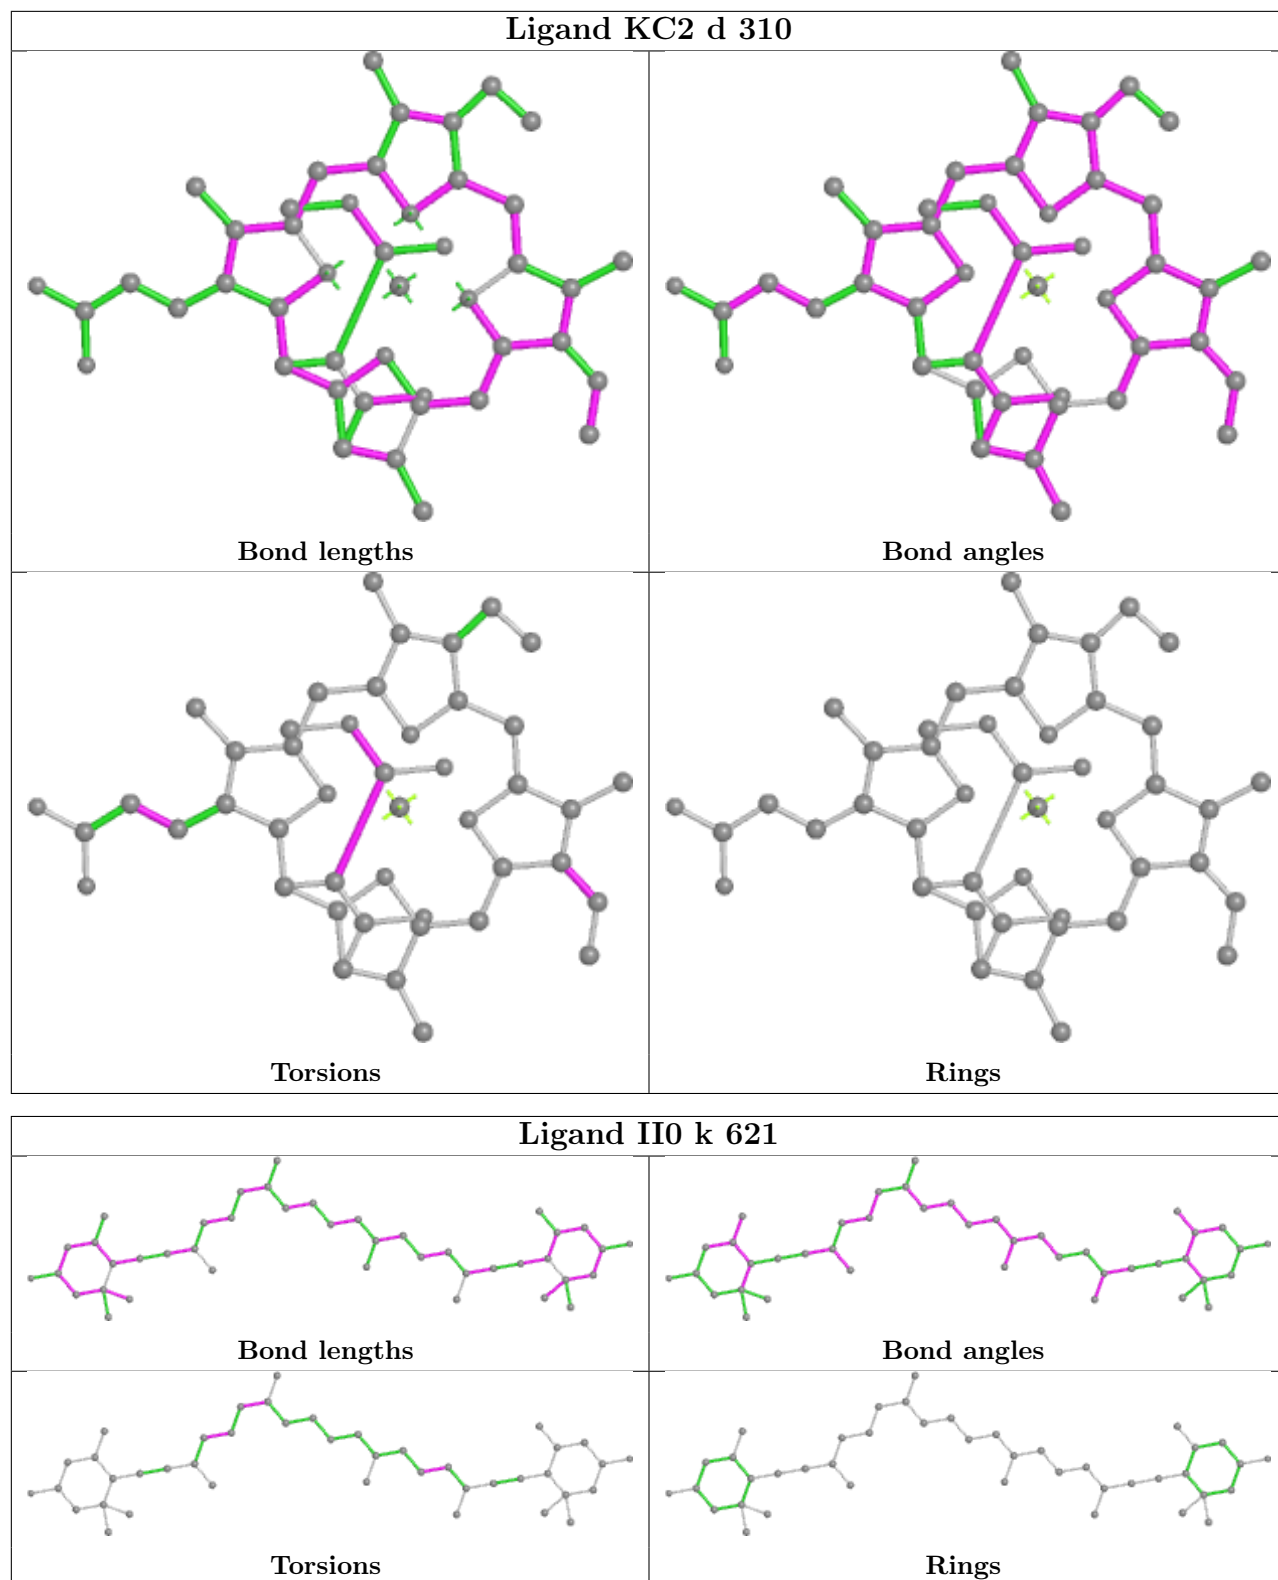 Ligand KC2 d 310
Bond lengths
Bond angles
Torsions
Rings
Ligand II0 k 621
Bond lengths
Bond angles
Torsions
Rings